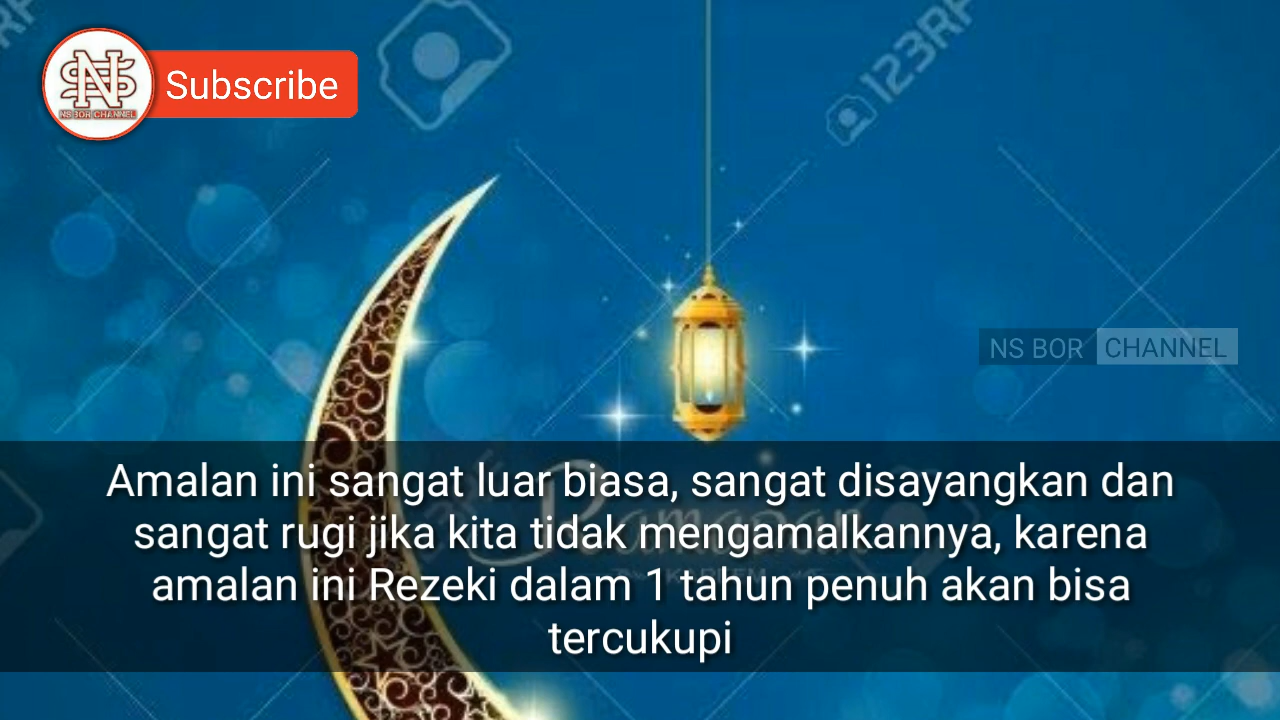 Subscribe
NS BOR CHANNEL
123RF
NS BOR CHANNEL
Amalan ini sangat luar biasa, sangat disayangkan dan
sangat rugi jika kita tidak mengamalkannya, karena
amalan ini Rezeki dalam 1 tahun penuh akan bisa
tercukupi
Ramadan